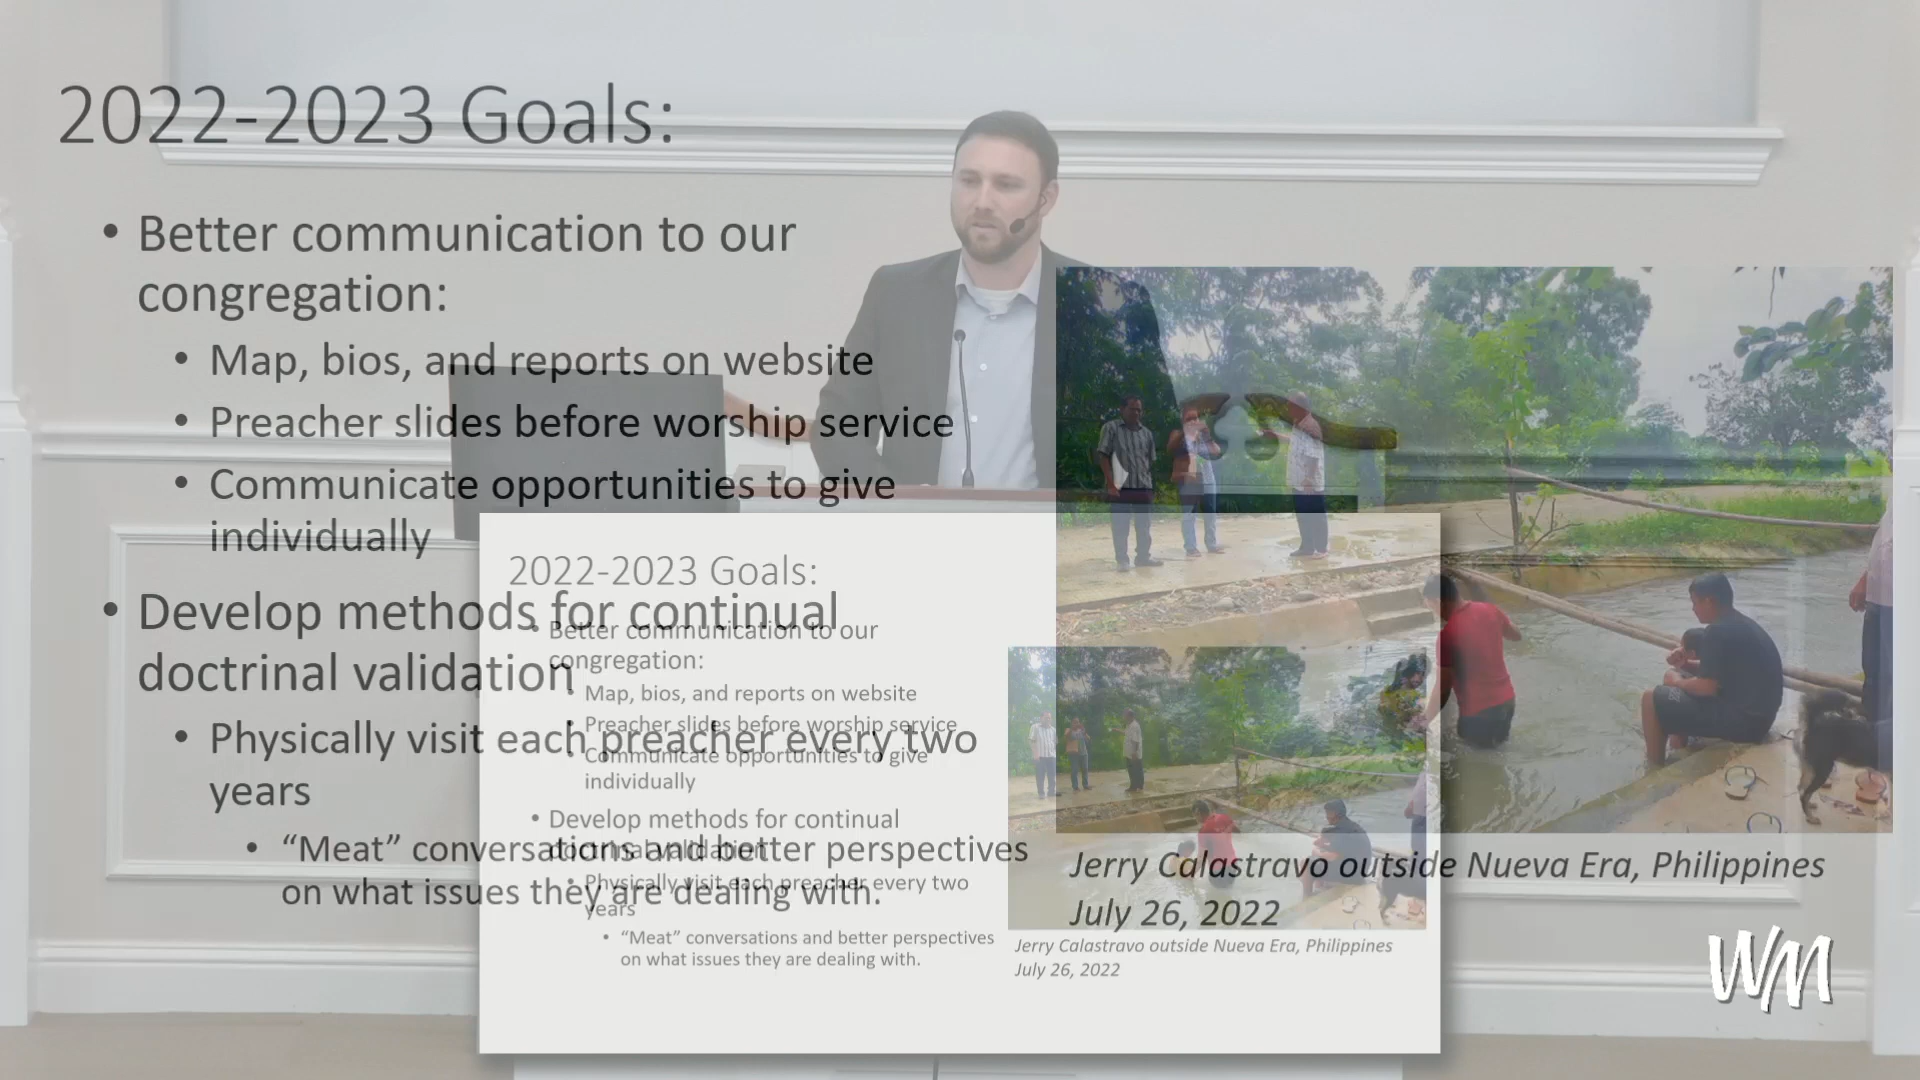 2022-2023 Goals:
• Better communication to our
congregation:
• Map, bios, and reports on website
• Preacher slides before worship service
• Communicate opportunities to give
individually
• Develop methods for continual
doctrinal validation
• Physically visit each preacher every two
years
• “Meat” conversations and better perspectives
on what issues they are dealing with.
Jerry Calastravo outside Nueva Era, Philippines
July 26, 2022
2022-2023 Goals:
• Better communication to our
congregation:
• Map, bios, and reports on website
• Preacher slides before worship service
• Communicate opportunities to give
individually
• Develop methods for continual
doctrinal validation
• Physically visit each preacher every two
years
• “Meat” conversations and better perspectives
on what issues they are dealing with.
Jerry Calastravo outside Nueva Era, Philippines
July 26, 2022
WM